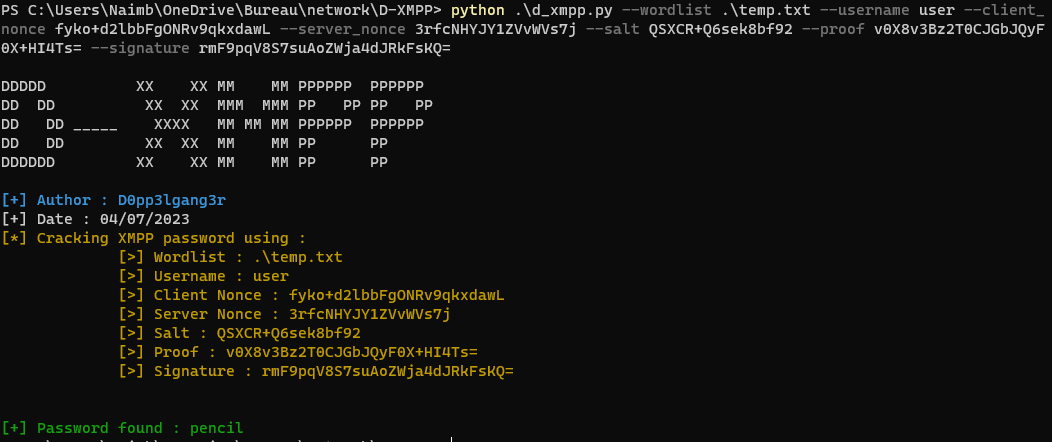 PS C:\Users\Naimb\OneDrive\Bureau\network\D-XMPP> python .\d_xmpp.py --wordlist .\temp.txt --username user --client_
nonce fyko+d2lbbFgONRv9qkxdawL --server_nonce 3rfcNHYJY1ZVvWVs7j --salt QSXCR+Q6sek8bf92 --proof v0X8v3Bz2T0CJGbJQyF
0X+HI4Ts= --signature rmF9pqV8S7suAoZWja4dJRkFsKQ=
DDDDD          XX    XX MM    MM PPPPPP  PPPPPP
DD  DD          XX  XX  MMM  MMM PP   PP PP   PP
DD   DD _____    XXXX   MM MM MM PPPPPP  PPPPPP
DD   DD         XX  XX  MM    MM PP      PP
DDDDDD         XX    XX MM    MM PP      PP
[+] Author : D0pp3lgang3r
[+] Date : 04/07/2023
[*] Cracking XMPP password using :
[>] Wordlist : .\temp.txt
[>] Username : user
[>] Client Nonce : fyko+d2lbbFgONRv9qkxdawL
[>] Server Nonce : 3rfcNHYJY1ZVvWVs7j
[>] Salt : QSXCR+Q6sek8bf92
[>] Proof : v0X8v3Bz2T0CJGbJQyF0X+HI4Ts=
[>] Signature : rmF9pqV8S7suAoZWja4dJRkFsKQ=
[+] Password found : pencil